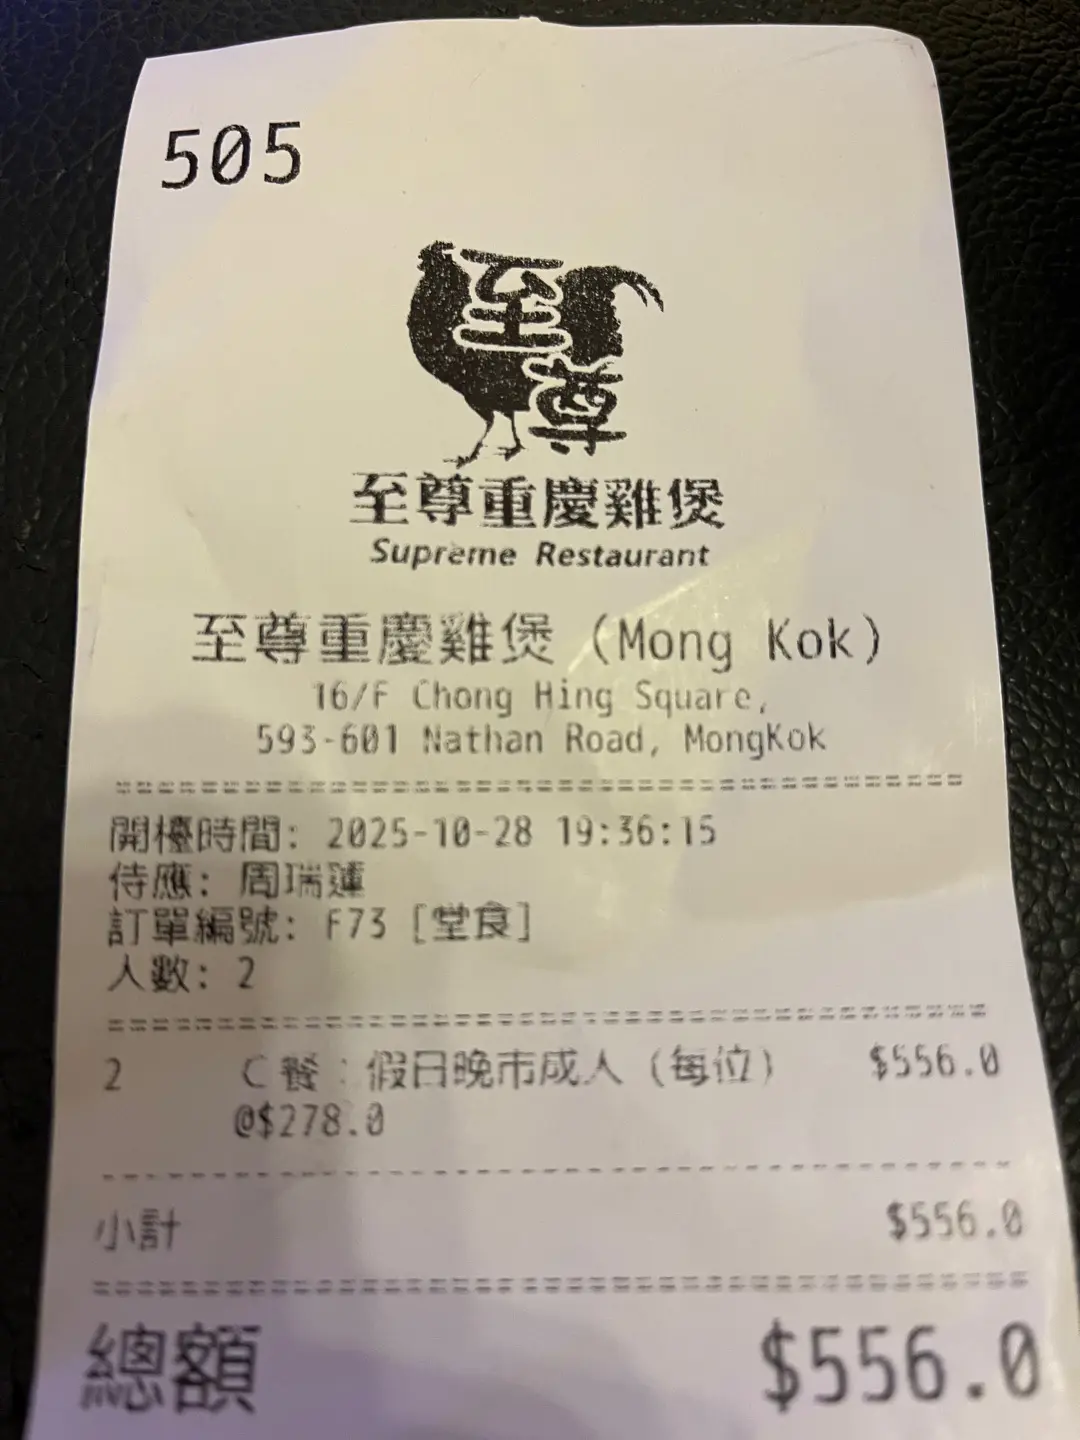 505
至尊
至尊重慶雞煲
Supreme Restaurant
至尊重慶雞煲 (Mong Kok)
16/F Chong Hing Square,
593-601 Nathan Road, MongKok
開檯時間: 2025-10-28 19:36:15
侍應: 周瑞蓮
訂單編號: F73 [堂食]
人數: 2
2 C 餐：假日晚市成人 (每位) $556.0
@$278.0
小計 $556.0
總額 $556.0